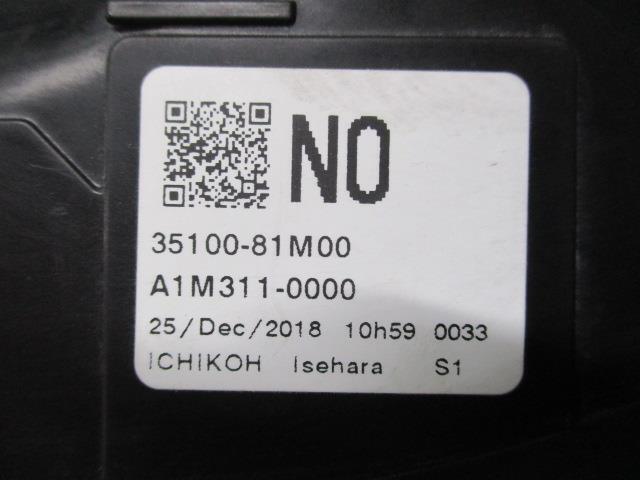 NO
35100-81M00
A1M311-0000
25/Dec/2018 10h59 0033
ICHIKOH Isehara S1